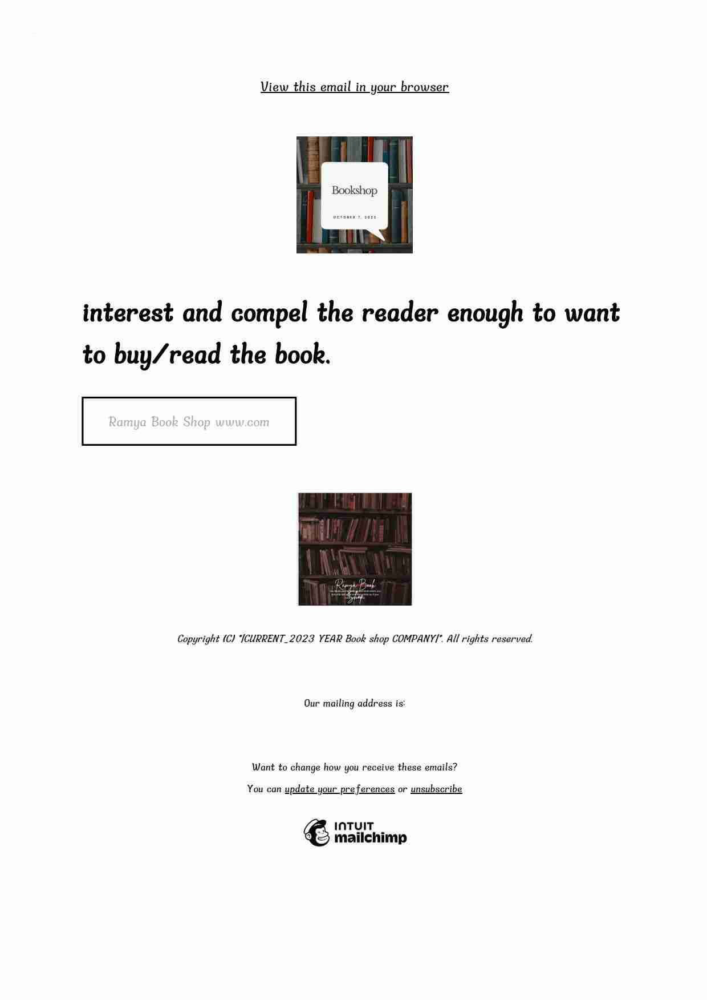 View this email in your browser
Bookshop
OCTOBER 7, 2023
interest and compel the reader enough to want
to buy/read the book.
Ramya Book Shop www.com
Ramya Book
Shop
Copyright (C) *|CURRENT_2023 YEAR Book shop COMPANY|*. All rights reserved.
Our mailing address is:
Want to change how you receive these emails?
You can update your preferences or unsubscribe
INTUIT
mailchimp